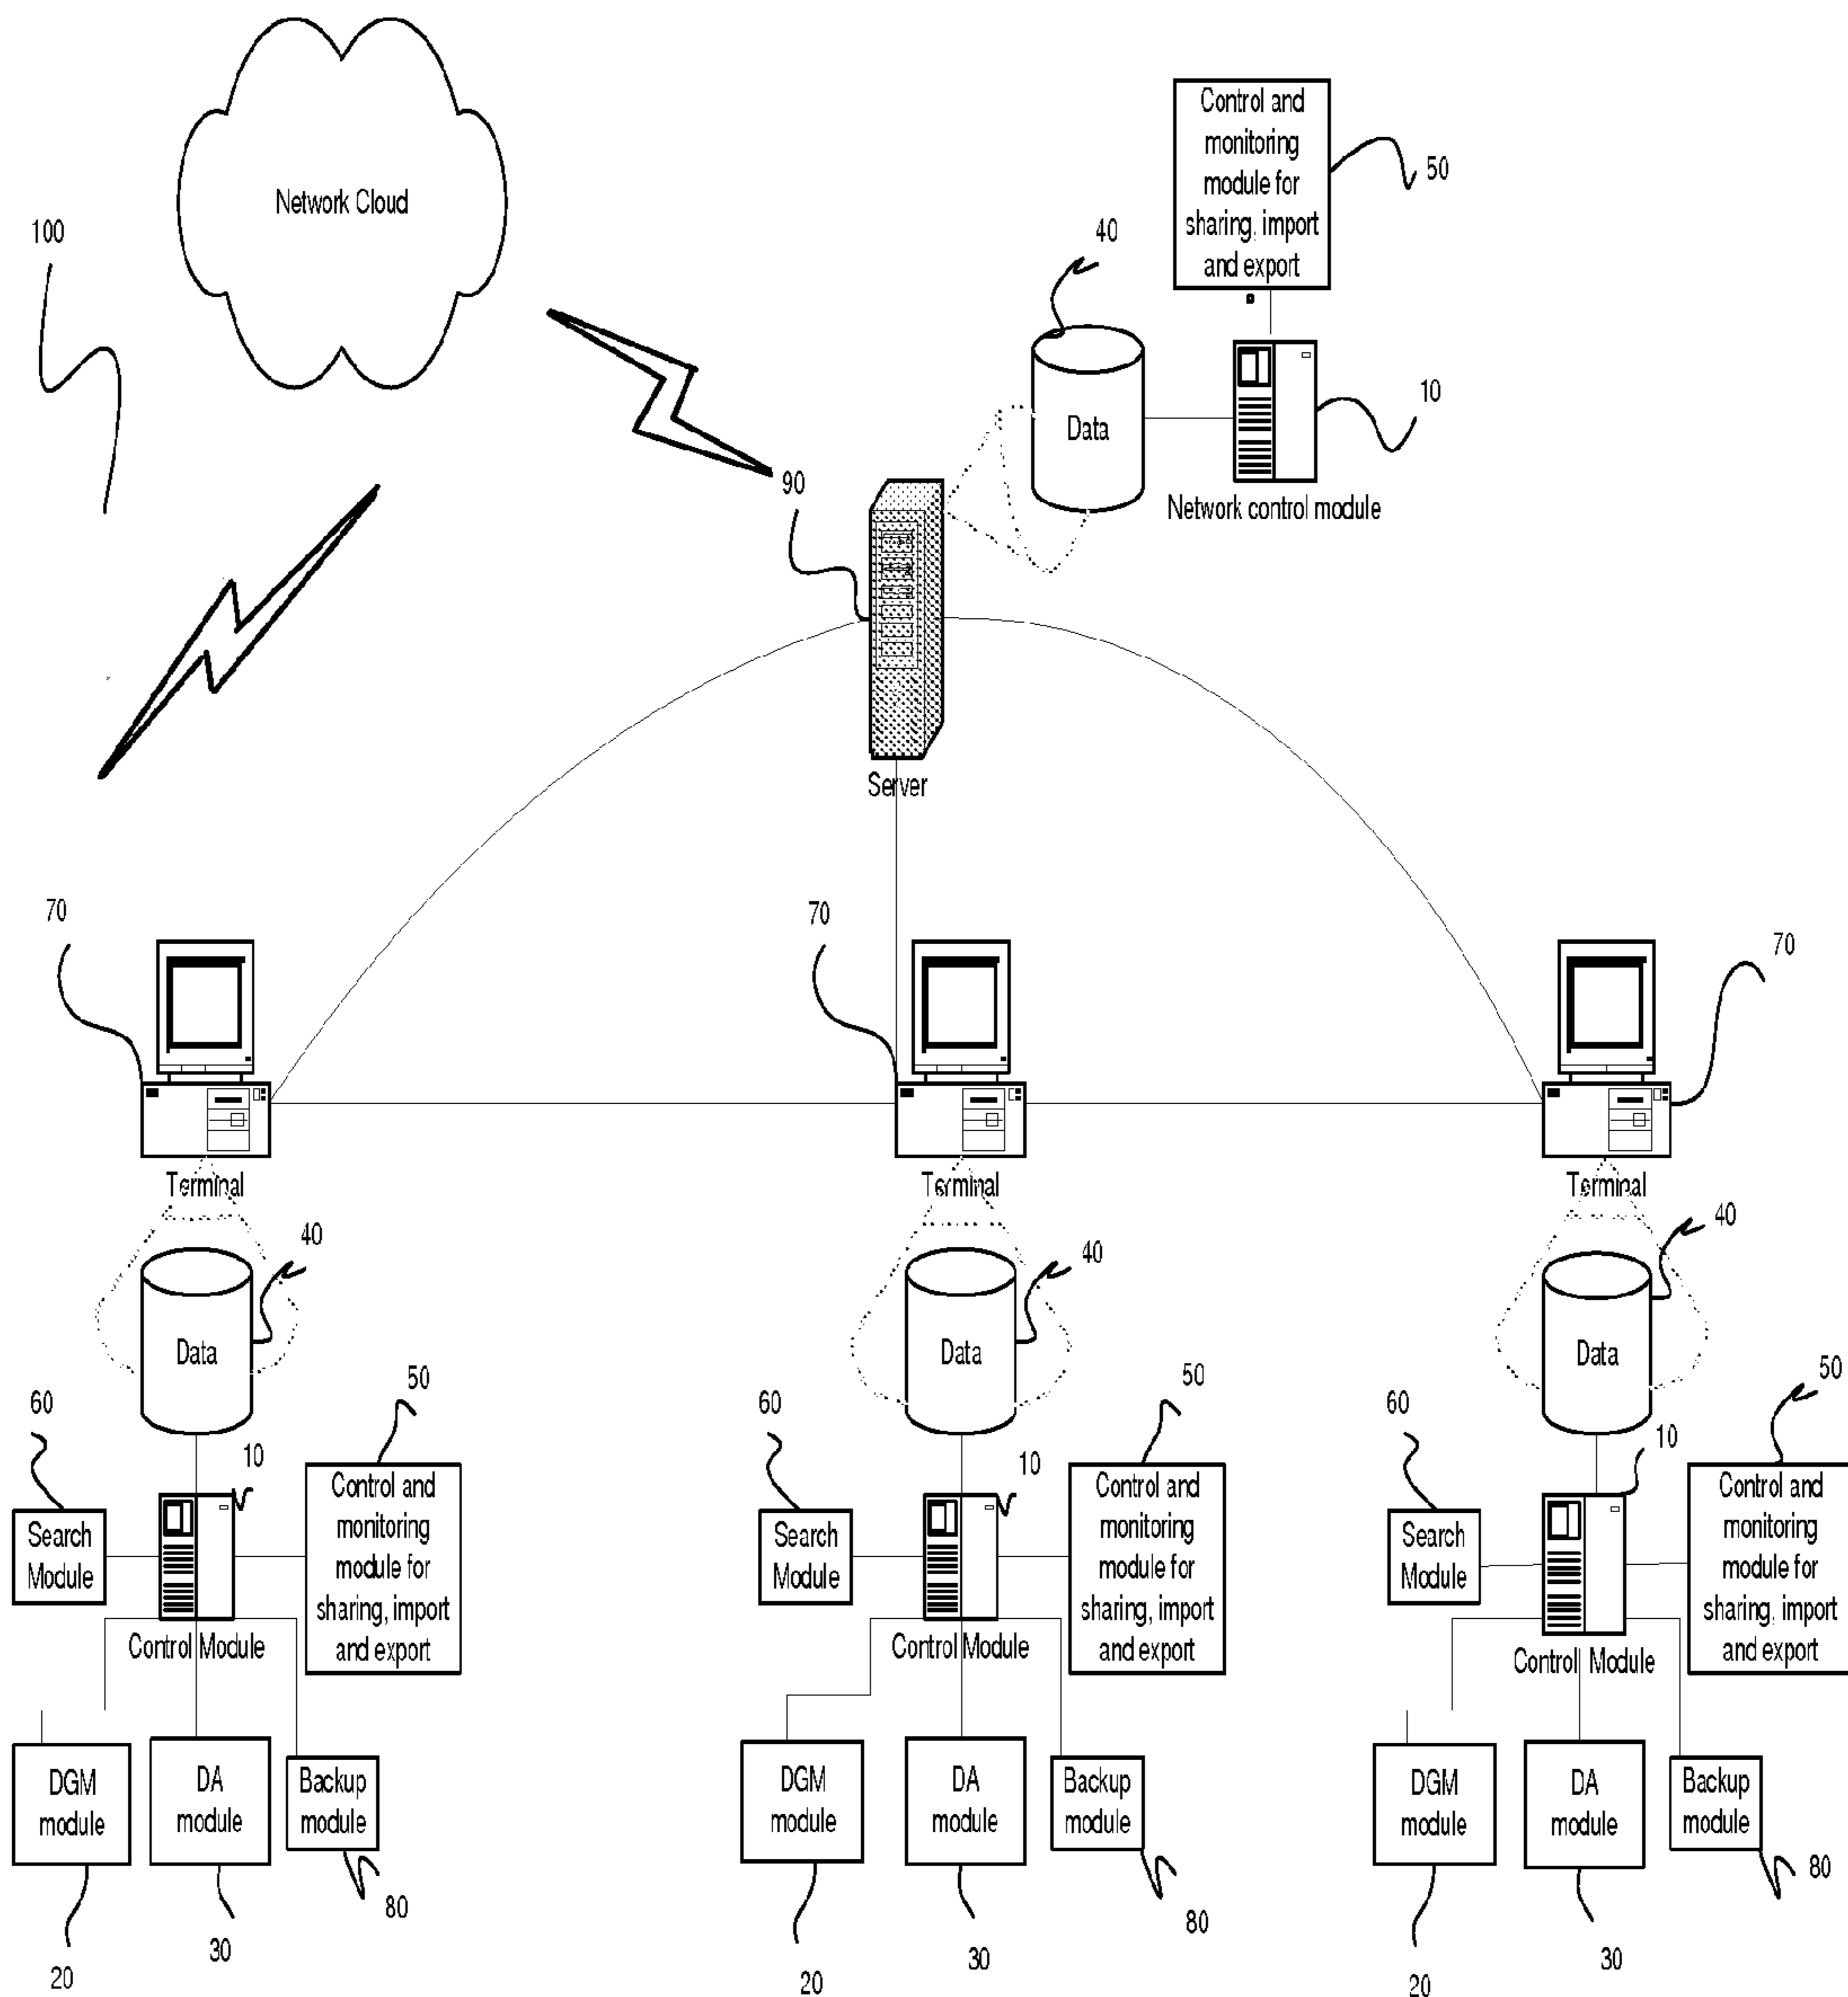 Control and
monitoring
module for
sharing, import
and export
50
Network Cloud
100
40
Data
10
Network control module
90
Server
70
70
70
Terminal
Terminal
Terminal
40
40
40
Data
Data
Data
60
10
50
Search
Module
Control and
monitoring
module for
sharing, import
and export
Control Module
60
10
50
Search
Module
Control and
monitoring
module for
sharing, import
and export
Control Module
60
10
50
Search
Module
Control and
monitoring
module for
sharing, import
and export
Control Module
DGM
module
DA
module
Backup
module
20
30
80
DGM
module
DA
module
Backup
module
20
30
80
DGM
module
DA
module
Backup
module
20
30
80